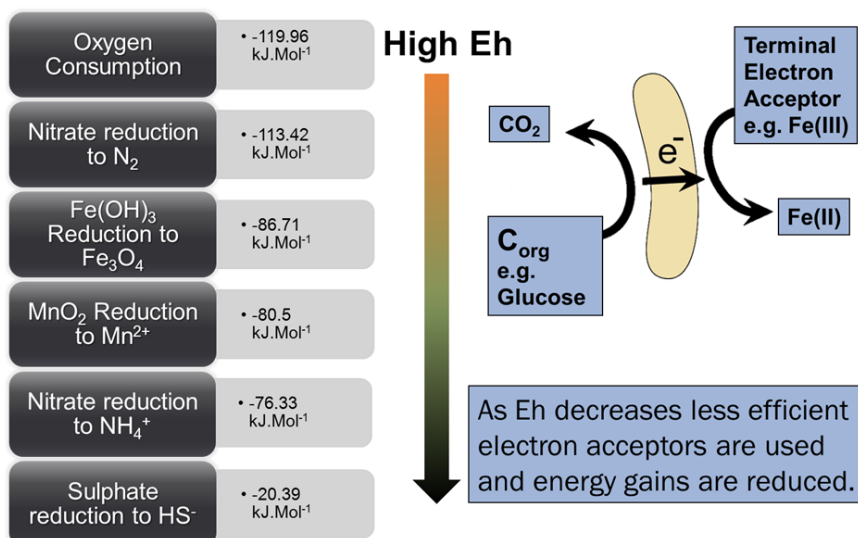 Oxygen
Consumption
• -119.96
kJ.Mol⁻¹
Nitrate reduction
to N₂
• -113.42
kJ.Mol⁻¹
Fe(OH)₃
Reduction to
Fe₃O₄
• -86.71
kJ.Mol⁻¹
MnO₂ Reduction
to Mn²⁺
• -80.5
kJ.Mol⁻¹
Nitrate reduction
to NH₄⁺
• -76.33
kJ.Mol⁻¹
Sulphate
reduction to HS⁻
• -20.39
kJ.Mol⁻¹
High Eh
CO₂
C_org
e.g.
Glucose
e⁻
Terminal
Electron
Acceptor
e.g. Fe(III)
Fe(II)
As Eh decreases less efficient
electron acceptors are used
and energy gains are reduced.